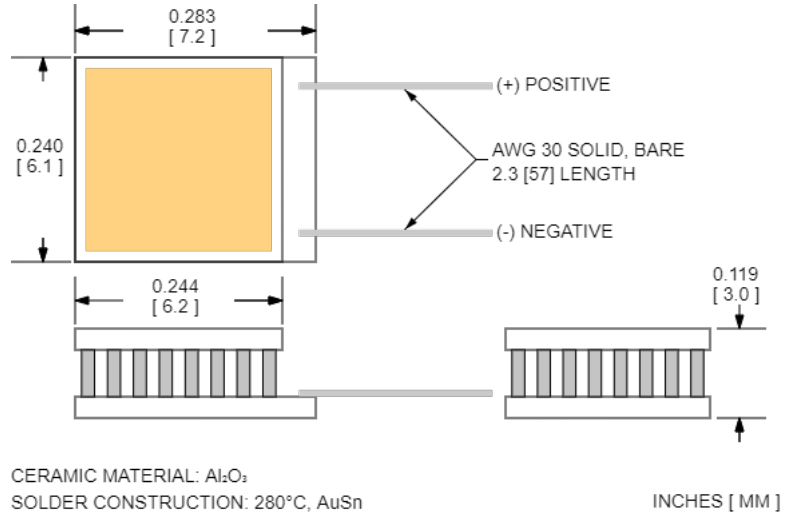 0.283
[ 7.2 ]
(+) POSITIVE
0.240
[ 6.1 ]
AWG 30 SOLID, BARE
2.3 [57] LENGTH
(-) NEGATIVE
0.244
[ 6.2 ]
0.119
[ 3.0 ]
CERAMIC MATERIAL: Al₂O₃
SOLDER CONSTRUCTION: 280°C, AuSn
INCHES [ MM ]